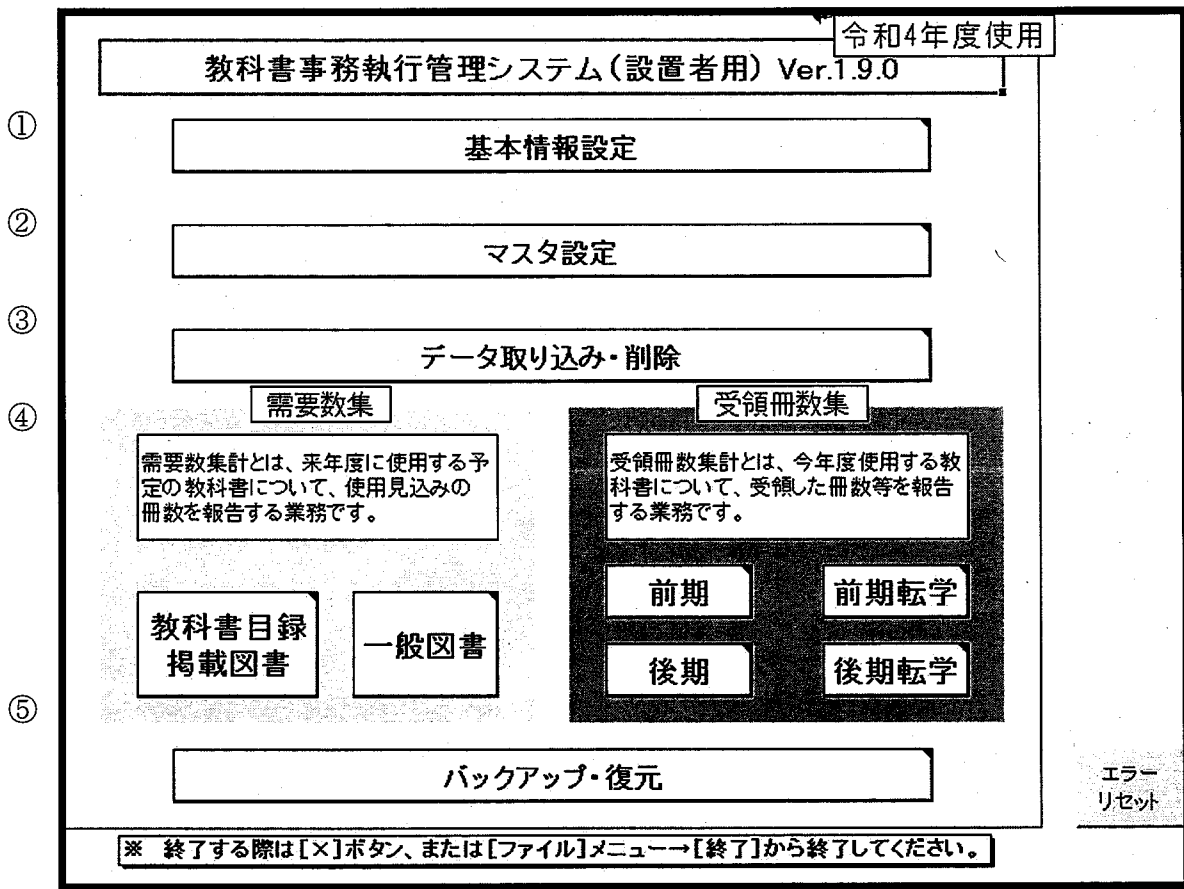 令和4年度使用
教科書事務執行管理システム（設置者用） Ver.1.9.0
①
基本情報設定
②
マスタ設定
③
データ取り込み・削除
④
需要数集
需要数集計とは、来年度に使用する予
定の教科書について、使用見込みの
冊数を報告する業務です。
教科書目録
掲載図書
一般図書
受領冊数集
受領冊数集計とは、今年度使用する教
科書について、受領した冊数等を報告
する業務です。
前期
前期転学
後期
後期転学
⑤
バックアップ・復元
エラー
リセット
※ 終了する際は[×]ボタン、または[ファイル]メニュー→[終了]から終了してください。